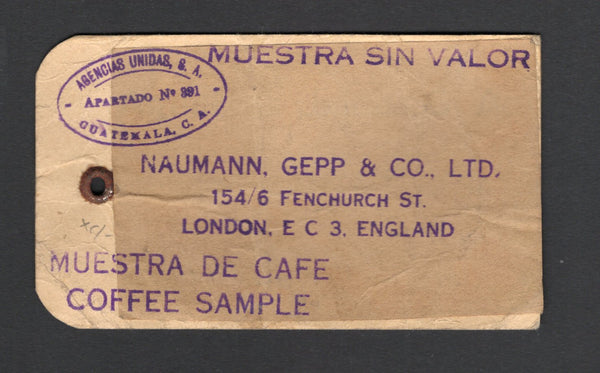 MUESTRA SIN VALOR
AGENCIAS UNIDAS, S. A.
APARTADO Nº 391
GUATEMALA, C. A.
NAUMANN, GEPP & CO., LTD.
154/6 FENCHURCH ST.
LONDON, E C 3, ENGLAND
MUESTRA DE CAFE
COFFEE SAMPLE